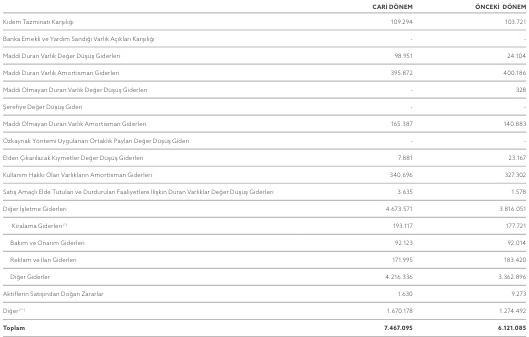 CARİ DÖNEM ÖNCEKİ DÖNEM
Kıdem Tazminatı Karşılığı 109.294 103.721
Banka Emekli ve Yardım Sandığı Varlık Açıkları Karşılığı - -
Maddi Duran Varlık Değer Düşüş Giderleri 98.951 24.104
Maddi Duran Varlık Amortisman Giderleri 395.872 400.186
Maddi Olmayan Duran Varlık Değer Düşüş Giderleri - 328
Şerefiye Değer Düşüş Gideri - -
Maddi Olmayan Duran Varlık Amortisman Giderleri 165.387 140.883
Özkaynak Yöntemi Uygulanan Ortaklık Payları Değer Düşüş Gideri - -
Elden Çıkarılacak Kıymetler Değer Düşüş Giderleri 7.881 23.167
Kullanım Hakkı Olan Varlıkların Amortisman Giderleri 340.696 327.302
Satış Amaçlı Elde Tutulan ve Durdurulan Faaliyetlere İlişkin Duran Varlıklar Değer Düşüş Giderleri 3.635 1.578
Diğer İşletme Giderleri 4.673.571 3.816.051
Kiralama Giderleri (*) 193.117 177.721
Bakım ve Onarım Giderleri 92.123 92.014
Reklam ve İlan Giderleri 171.995 183.420
Diğer Giderler 4.216.336 3.362.896
Aktiflerin Satışından Doğan Zararlar 1.630 9.273
Diğer (**) 1.670.178 1.274.492
Toplam 7.467.095 6.121.085